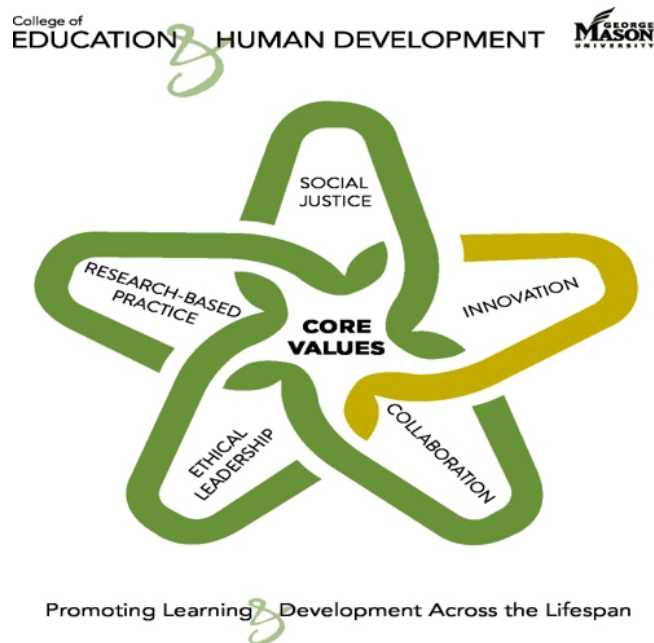 College of
EDUCATION & HUMAN DEVELOPMENT
GEORGE
MASON
UNIVERSITY
SOCIAL
JUSTICE
RESEARCH-BASED
PRACTICE
INNOVATION
CORE
VALUES
ETHICAL
LEADERSHIP
COLLABORATION
Promoting Learning & Development Across the Lifespan